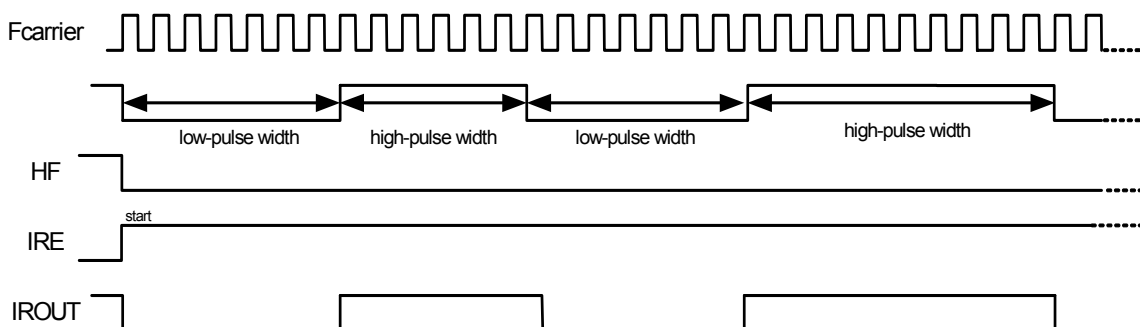 Fcarrier
low-pulse width
high-pulse width
low-pulse width
high-pulse width
HF
start
IRE
IROUT